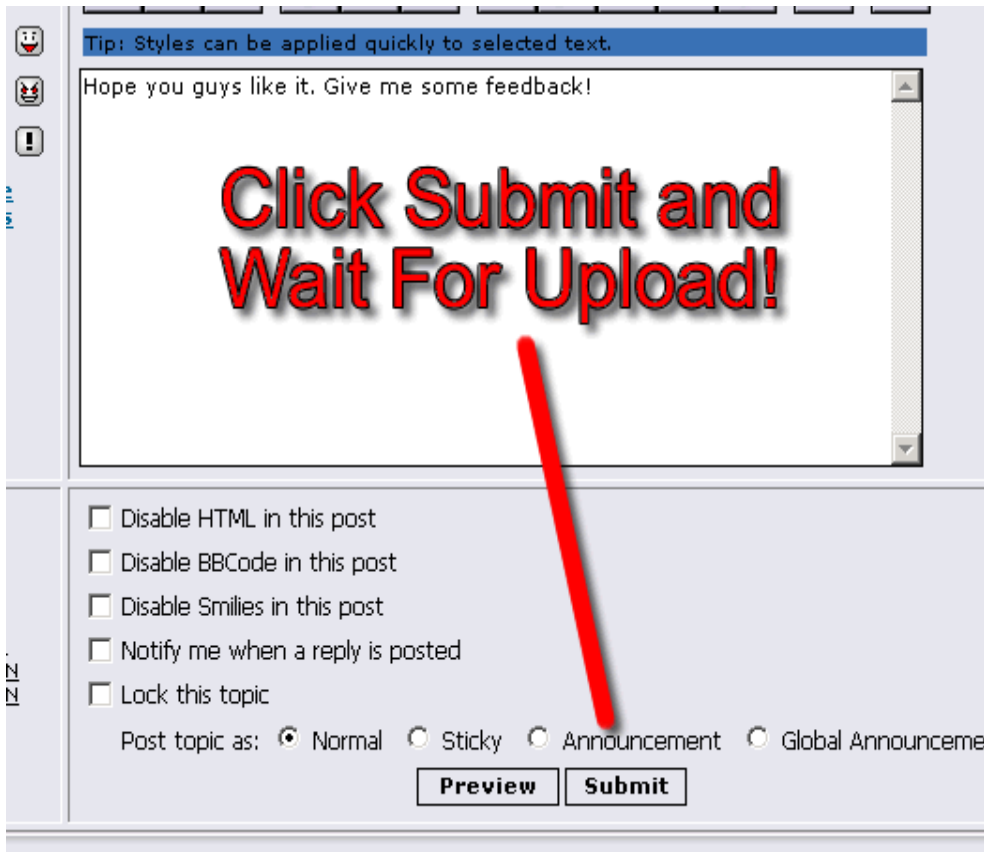 Tip: Styles can be applied quickly to selected text.
Hope you guys like it. Give me some feedback!
Click Submit and
Wait For Upload!
Disable HTML in this post
Disable BBCode in this post
Disable Smilies in this post
Notify me when a reply is posted
Lock this topic
Post topic as: Normal Sticky Announcement Global
Preview Submit